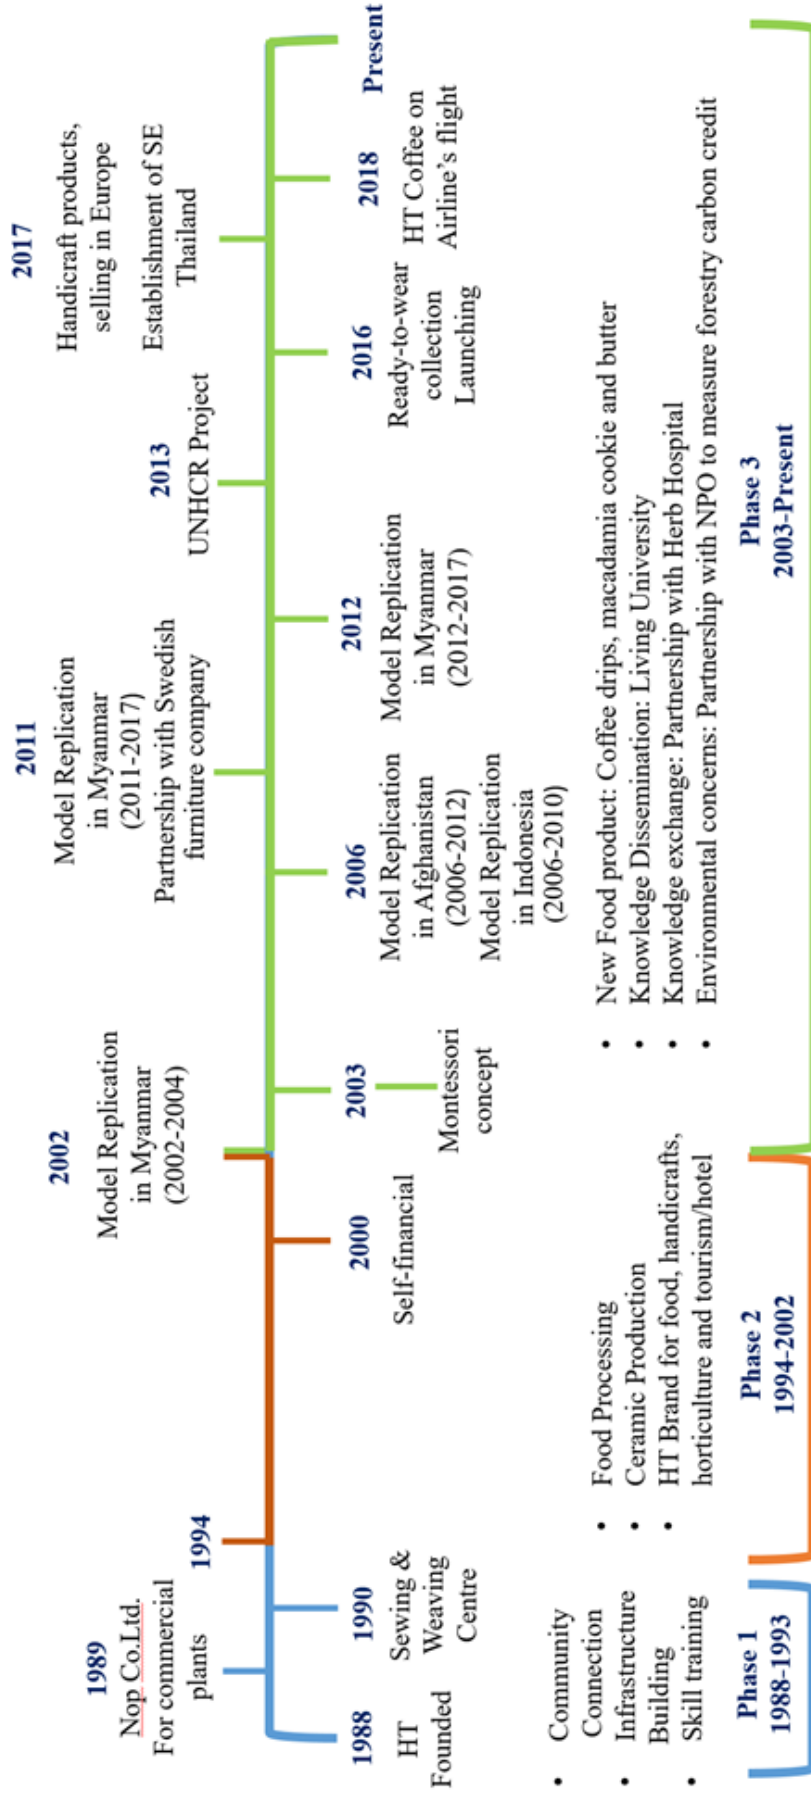 1989
Nop Co.Ltd.
For commercial
plants
1994
2002
Model Replication
in Myanmar
(2002-2004)
2011
Model Replication
in Myanmar
(2011-2017)
Partnership with Swedish
furniture company
2013
UNHCR Project
2017
Handicraft products,
selling in Europe
Establishment of SE
Thailand
1988
HT
Founded
1990
Sewing &
Weaving
Centre
2000
Self-financial
2003
Montessori
concept
2006
Model Replication
in Afghanistan
(2006-2012)
Model Replication
in Indonesia
(2006-2010)
2012
Model Replication
in Myanmar
(2012-2017)
2016
Ready-to-wear
collection
Launching
2018
HT Coffee on
Airline's flight
Present
• Community
Connection
• Infrastructure
Building
• Skill training
Phase 1
1988-1993
• Food Processing
• Ceramic Production
• HT Brand for food, handicrafts,
horticulture and tourism/hotel
Phase 2
1994-2002
• New Food product: Coffee drips, macadamia cookie and butter
• Knowledge Dissemination: Living University
• Knowledge exchange: Partnership with Herb Hospital
• Environmental concerns: Partnership with NPO to measure forestry carbon credit
Phase 3
2003-Present